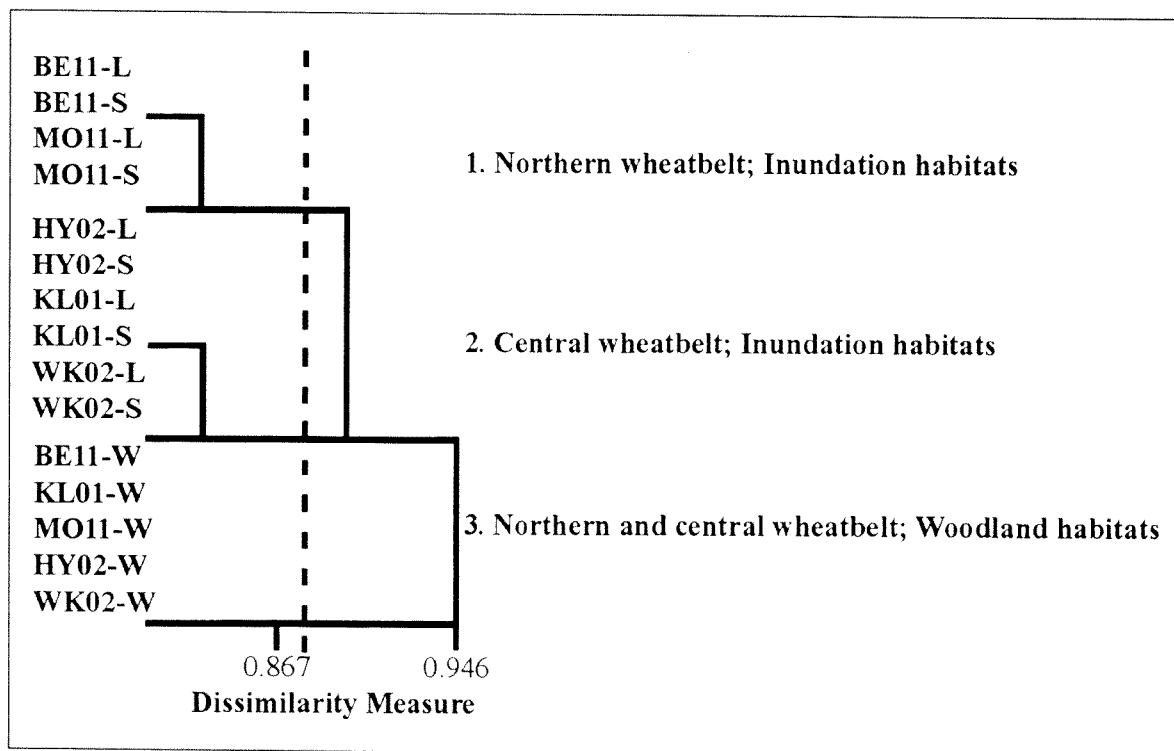 BE11-L
BE11-S
MO11-L
MO11-S
1. Northern wheatbelt; Inundation habitats
HY02-L
HY02-S
KL01-L
KL01-S
WK02-L
WK02-S
2. Central wheatbelt; Inundation habitats
BE11-W
KL01-W
MO11-W
HY02-W
WK02-W
3. Northern and central wheatbelt; Woodland habitats
0.867 0.946
Dissimilarity Measure